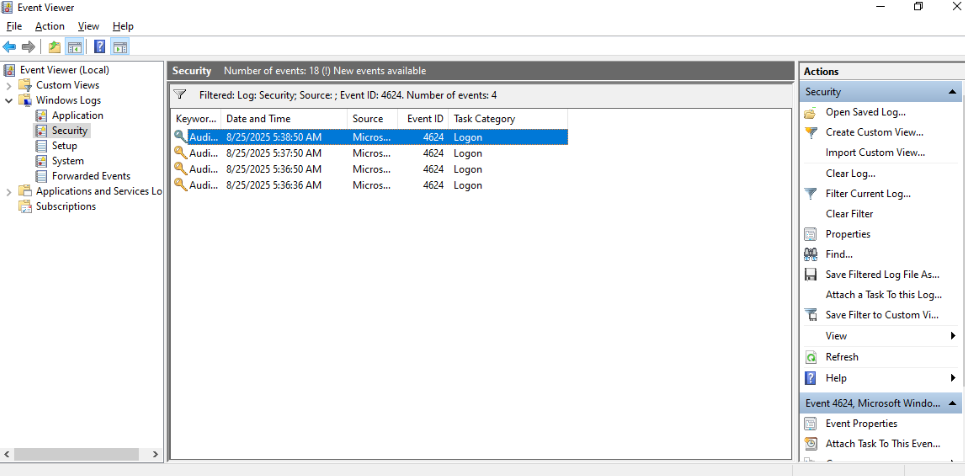 Event Viewer
File Action View Help
Event Viewer (Local)
Custom Views
Windows Logs
Application
Security
Setup
System
Forwarded Events
Applications and Services Lo
Subscriptions
Security Number of events: 18 (!) New events available
Filtered: Log: Security; Source: ; Event ID: 4624. Number of events: 4
Keywor... Date and Time Source Event ID Task Category
Audi... 8/25/2025 5:38:50 AM Micros... 4624 Logon
Audi... 8/25/2025 5:37:50 AM Micros... 4624 Logon
Audi... 8/25/2025 5:36:50 AM Micros... 4624 Logon
Audi... 8/25/2025 5:36:36 AM Micros... 4624 Logon
Actions
Security
Open Saved Log...
Create Custom View...
Import Custom View...
Clear Log...
Filter Current Log...
Clear Filter
Properties
Find...
Save Filtered Log File As...
Attach a Task To this Log...
Save Filter to Custom Vi...
View
Refresh
Help
Event 4624, Microsoft Windo...
Event Properties
Attach Task To This Even...